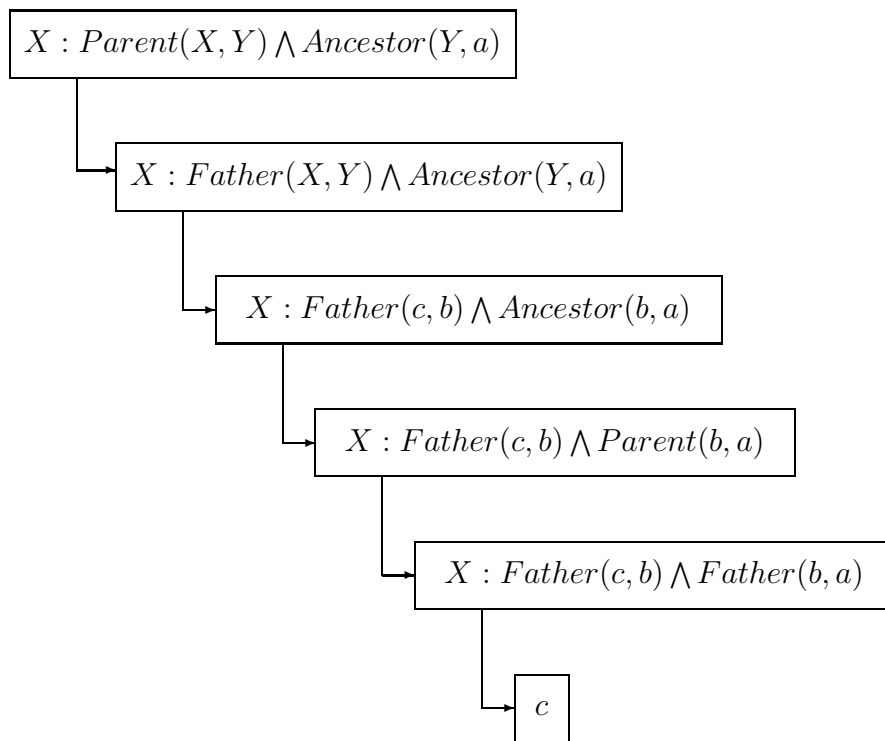 X : Parent(X, Y) ⋀ Ancestor(Y, a)
X : Father(X, Y) ⋀ Ancestor(Y, a)
X : Father(c, b) ⋀ Ancestor(b, a)
X : Father(c, b) ⋀ Parent(b, a)
X : Father(c, b) ⋀ Father(b, a)
c